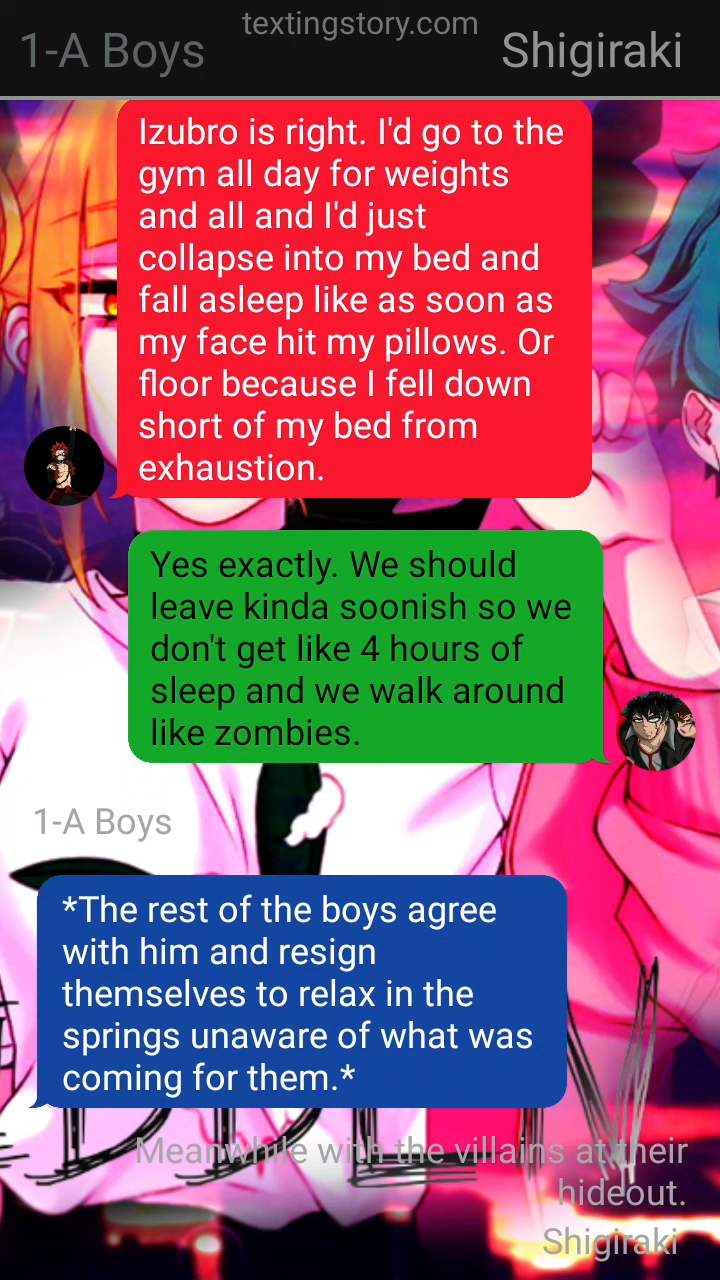 textingstory.com
1-A Boys
Shigiraki
Izubro is right. I'd go to the
gym all day for weights
and all and I'd just
collapse into my bed and
fall asleep like as soon as
my face hit my pillows. Or
floor because I fell down
short of my bed from
exhaustion.
Yes exactly. We should
leave kinda soonish so we
don't get like 4 hours of
sleep and we walk around
like zombies.
1-A Boys
*The rest of the boys agree
with him and resign
themselves to relax in the
springs unaware of what was
coming for them.*
Meanwhile with the villains at their
hideout.
Shigiraki